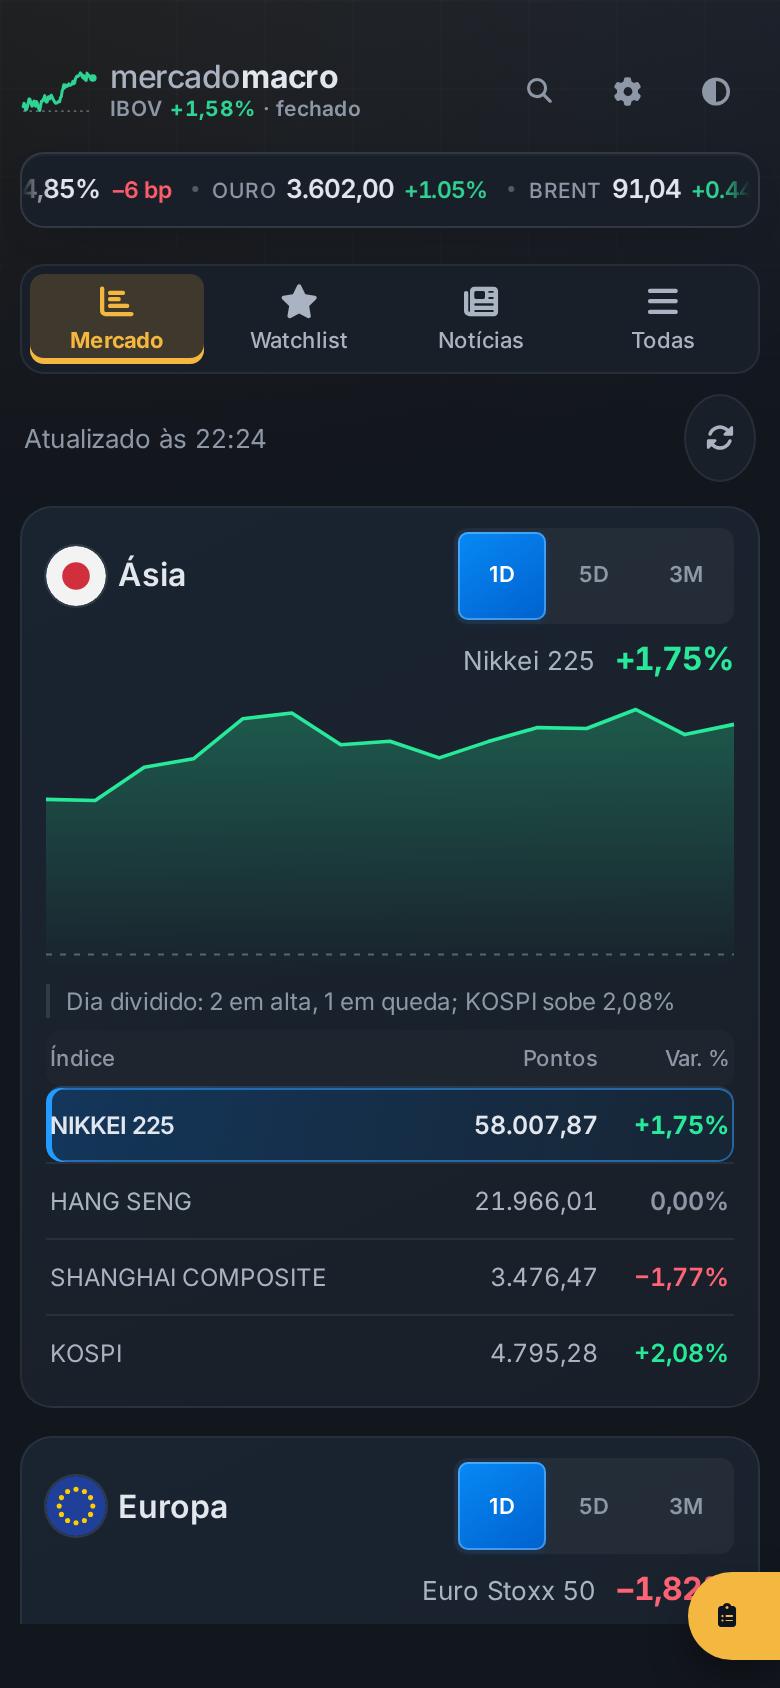 mercadomacro
IBOV +1,58% · fechado
4,85% −6 bp • OURO 3.602,00 +1.05% • BRENT 91,04 +0.44
Mercado Watchlist Notícias Todas
Atualizado às 22:24
Ásia 1D 5D 3M
Nikkei 225 +1,75%
Dia dividido: 2 em alta, 1 em queda; KOSPI sobe 2,08%
Índice Pontos Var. %
NIKKEI 225 58.007,87 +1,75%
HANG SENG 21.966,01 0,00%
SHANGHAI COMPOSITE 3.476,47 −1,77%
KOSPI 4.795,28 +2,08%
Europa 1D 5D 3M
Euro Stoxx 50 −1,82